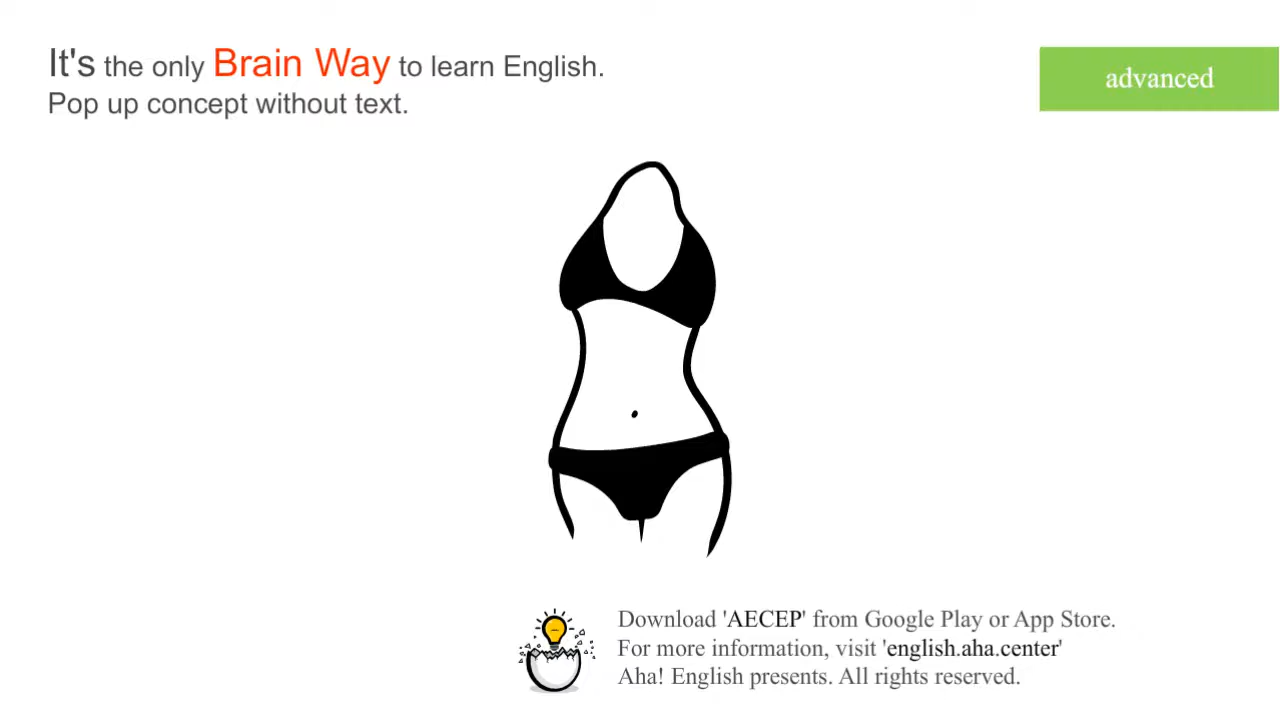 It's the only Brain Way to learn English.
Pop up concept without text.
advanced
Download 'AECEP' from Google Play or App Store.
For more information, visit 'english.aha.center'
Aha! English presents. All rights reserved.